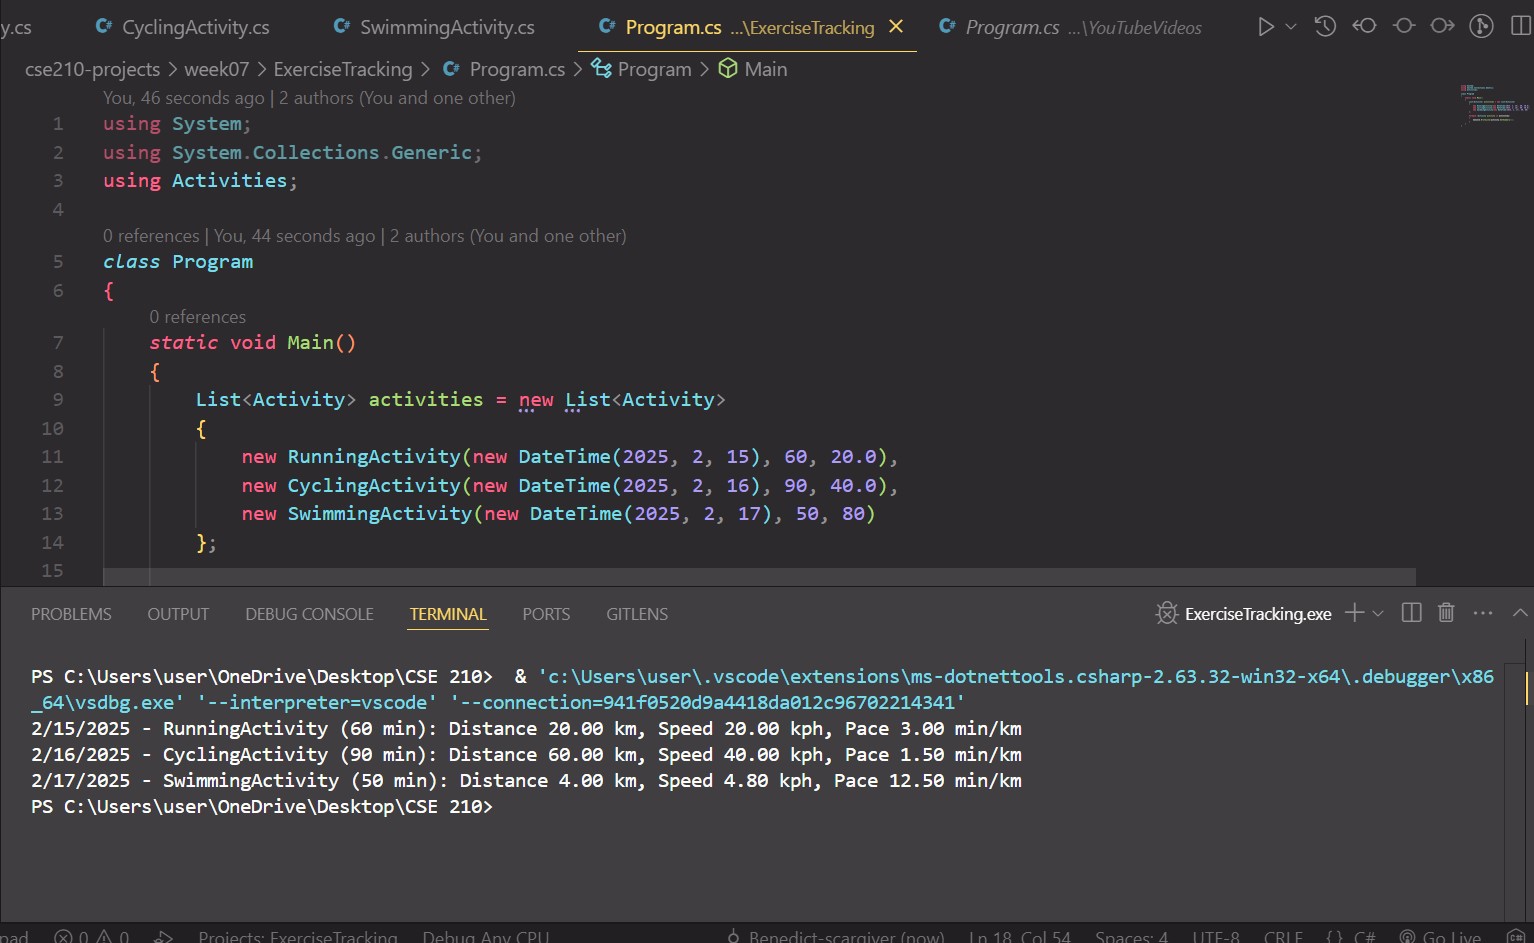 y.cs CyclingActivity.cs SwimmingActivity.cs Program.cs ...\ExerciseTracking Program.cs ...\YouTubeVideos
cse210-projects > week07 > ExerciseTracking > Program.cs > Program > Main
You, 46 seconds ago | 2 authors (You and one other)
1 using System;
2 using System.Collections.Generic;
3 using Activities;
4
0 references | You, 44 seconds ago | 2 authors (You and one other)
5 class Program
6 {
0 references
7 static void Main()
8 {
9 List<Activity> activities = new List<Activity>
10 {
11 new RunningActivity(new DateTime(2025, 2, 15), 60, 20.0),
12 new CyclingActivity(new DateTime(2025, 2, 16), 90, 40.0),
13 new SwimmingActivity(new DateTime(2025, 2, 17), 50, 80)
14 };
15
PROBLEMS OUTPUT DEBUG CONSOLE TERMINAL PORTS GITLENS ExerciseTracking.exe
PS C:\Users\user\OneDrive\Desktop\CSE 210>  & 'c:\Users\user\.vscode\extensions\ms-dotnettools.csharp-2.63.32-win32-x64\.debugger\x86
_64\vsdbg.exe' '--interpreter=vscode' '--connection=941f0520d9a4418da012c96702214341'
2/15/2025 - RunningActivity (60 min): Distance 20.00 km, Speed 20.00 kph, Pace 3.00 min/km
2/16/2025 - CyclingActivity (90 min): Distance 60.00 km, Speed 40.00 kph, Pace 1.50 min/km
2/17/2025 - SwimmingActivity (50 min): Distance 4.00 km, Speed 4.80 kph, Pace 12.50 min/km
PS C:\Users\user\OneDrive\Desktop\CSE 210>
pad 0 0 Projects: ExerciseTracking Debug Any CPU Benedict-scargiver (now) Ln 18, Col 54 Spaces: 4 UTF-8 CRLF { } C# Go Live